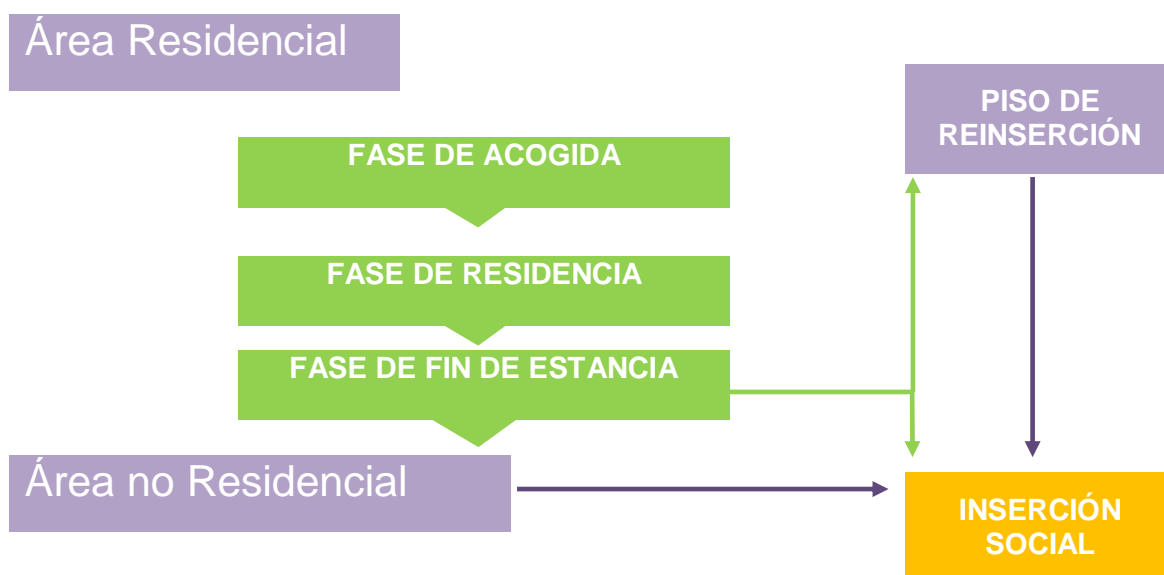 Área Residencial
PISO DE
REINSERCIÓN
FASE DE ACOGIDA
FASE DE RESIDENCIA
FASE DE FIN DE ESTANCIA
Área no Residencial
INSERCIÓN
SOCIAL